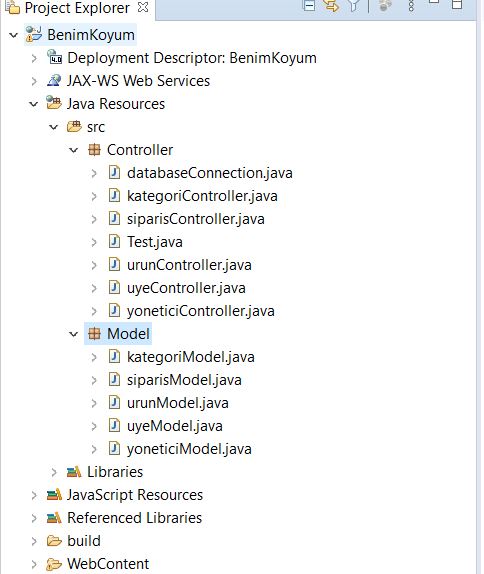 Project Explorer
BenimKoyum
Deployment Descriptor: BenimKoyum
JAX-WS Web Services
Java Resources
src
Controller
databaseConnection.java
kategoriController.java
siparisController.java
Test.java
urunController.java
uyeController.java
yoneticiController.java
Model
kategoriModel.java
siparisModel.java
urunModel.java
uyeModel.java
yoneticiModel.java
Libraries
JavaScript Resources
Referenced Libraries
build
WebContent